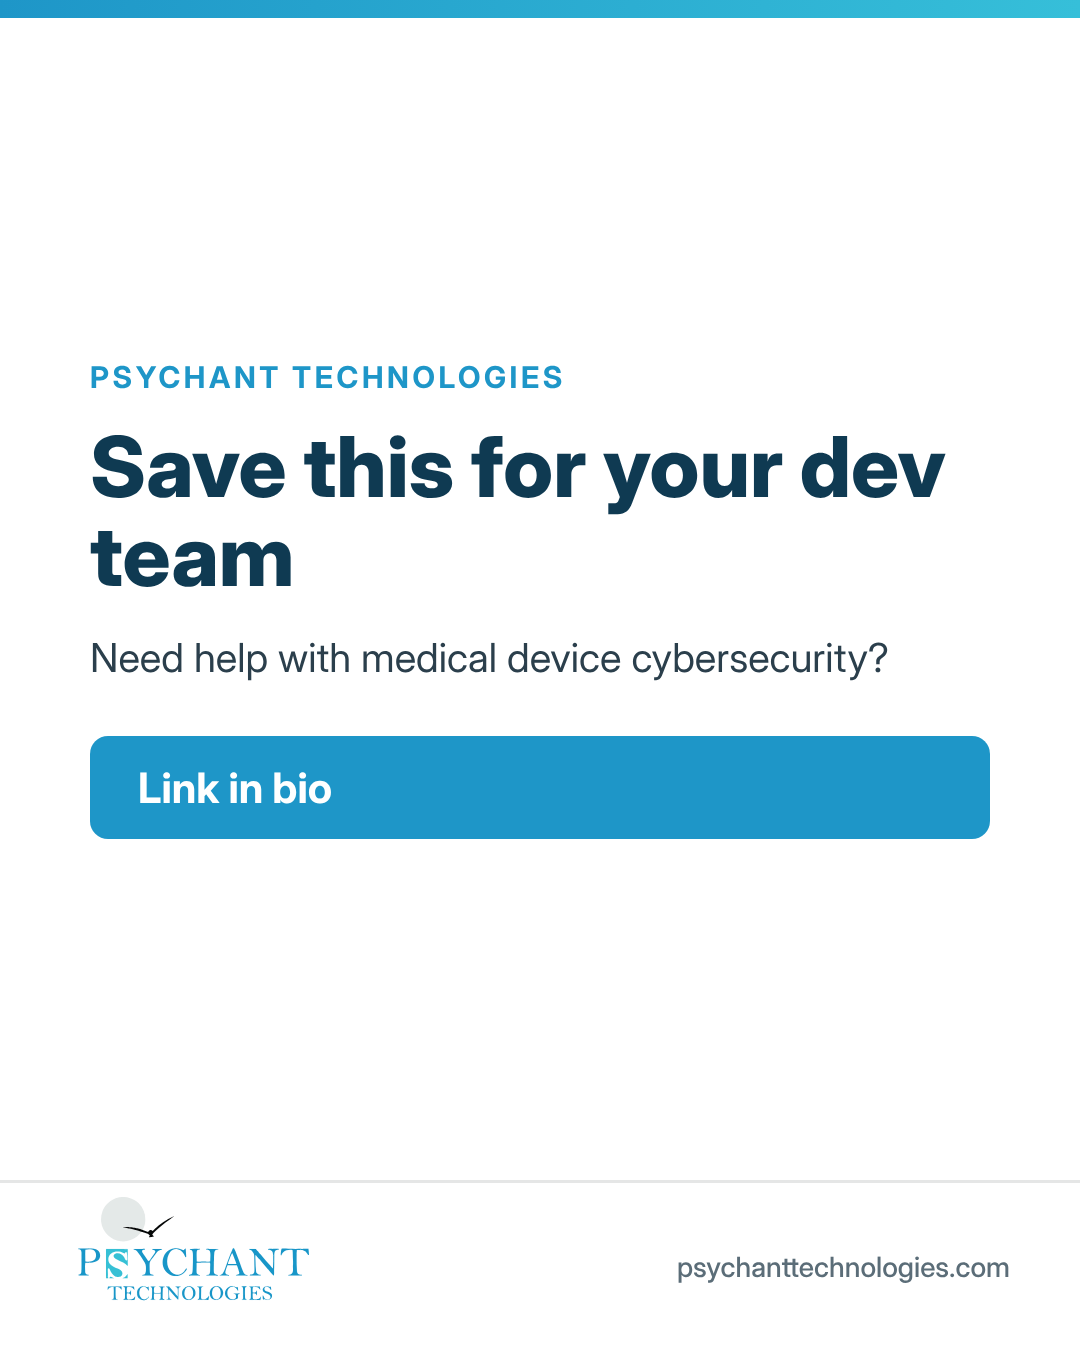 PSYCHANT TECHNOLOGIES
Save this for your dev
team
Need help with medical device cybersecurity?
Link in bio
PSYCHANT
TECHNOLOGIES
psychanttechnologies.com